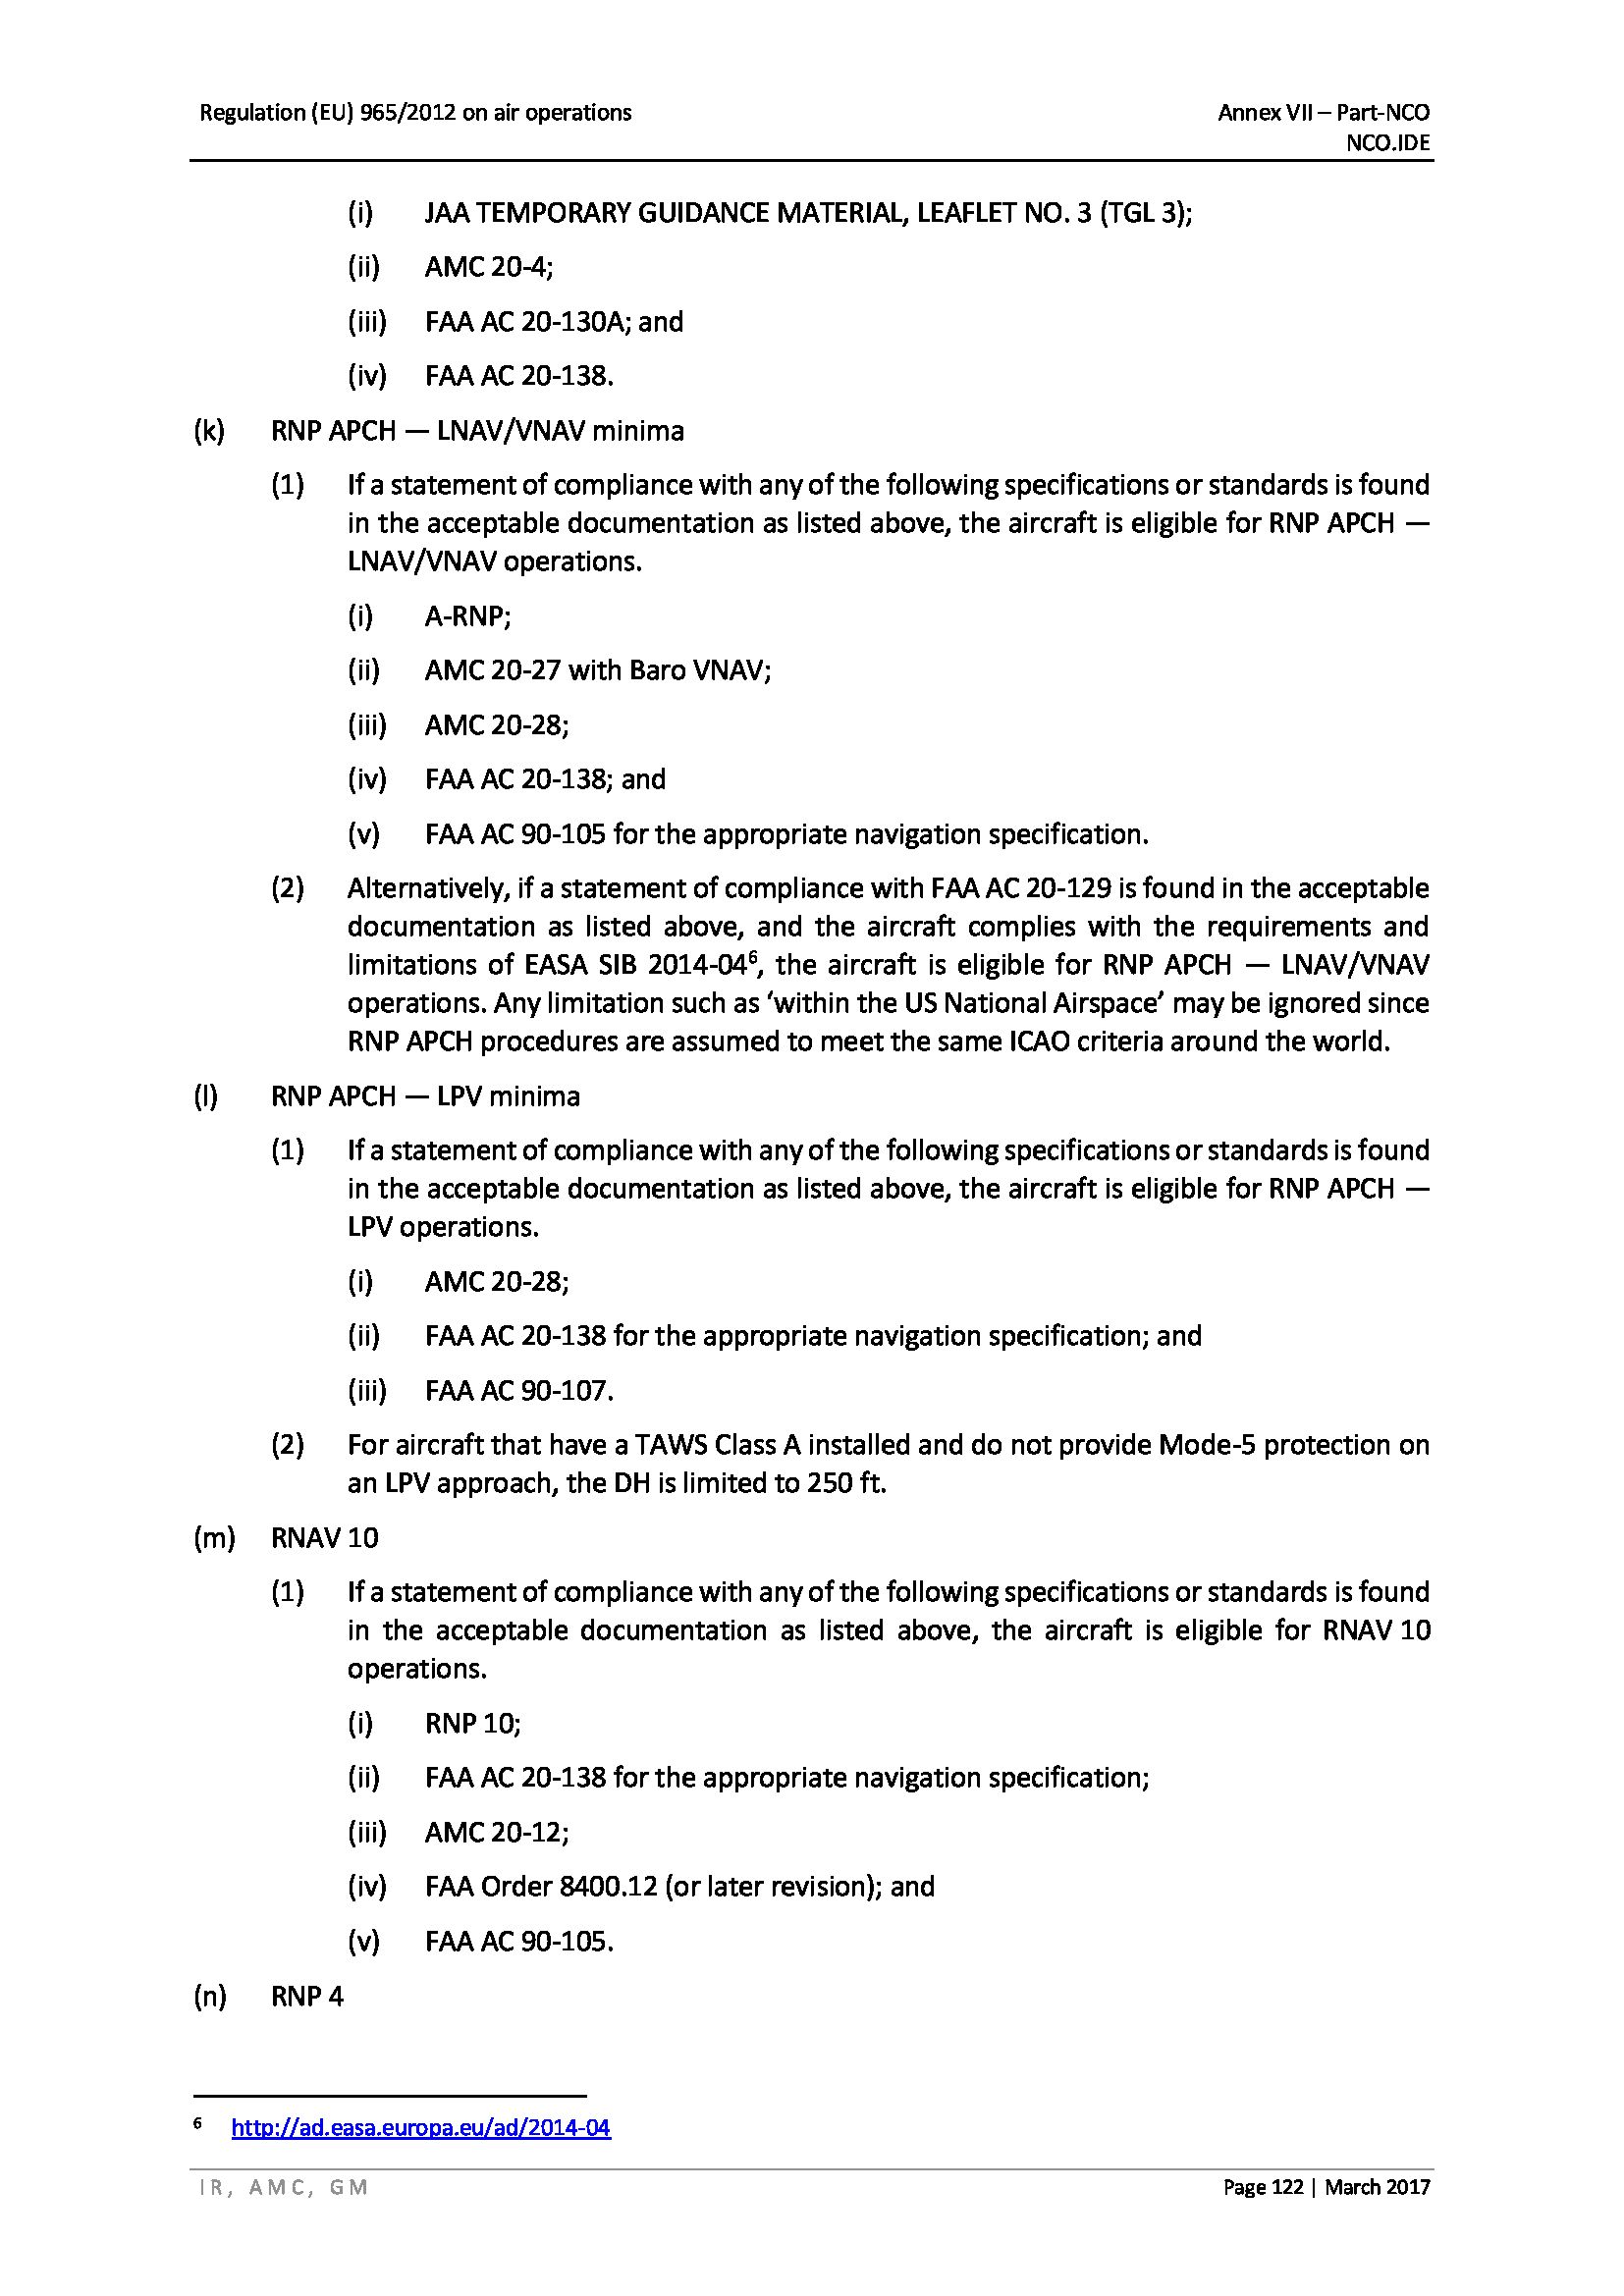 Regulation (EU) 965/2012 on air operations
Annex VII – Part-NCO
NCO.IDE
(i) JAA TEMPORARY GUIDANCE MATERIAL, LEAFLET NO. 3 (TGL 3);
(ii) AMC 20-4;
(iii) FAA AC 20-130A; and
(iv) FAA AC 20-138.
(k) RNP APCH — LNAV/VNAV minima
(1) If a statement of compliance with any of the following specifications or standards is found
in the acceptable documentation as listed above, the aircraft is eligible for RNP APCH —
LNAV/VNAV operations.
(i) A-RNP;
(ii) AMC 20-27 with Baro VNAV;
(iii) AMC 20-28;
(iv) FAA AC 20-138; and
(v) FAA AC 90-105 for the appropriate navigation specification.
(2) Alternatively, if a statement of compliance with FAA AC 20-129 is found in the acceptable
documentation as listed above, and the aircraft complies with the requirements and
limitations of EASA SIB 2014-04⁶, the aircraft is eligible for RNP APCH — LNAV/VNAV
operations. Any limitation such as ‘within the US National Airspace’ may be ignored since
RNP APCH procedures are assumed to meet the same ICAO criteria around the world.
(l) RNP APCH — LPV minima
(1) If a statement of compliance with any of the following specifications or standards is found
in the acceptable documentation as listed above, the aircraft is eligible for RNP APCH —
LPV operations.
(i) AMC 20-28;
(ii) FAA AC 20-138 for the appropriate navigation specification; and
(iii) FAA AC 90-107.
(2) For aircraft that have a TAWS Class A installed and do not provide Mode-5 protection on
an LPV approach, the DH is limited to 250 ft.
(m) RNAV 10
(1) If a statement of compliance with any of the following specifications or standards is found
in the acceptable documentation as listed above, the aircraft is eligible for RNAV 10
operations.
(i) RNP 10;
(ii) FAA AC 20-138 for the appropriate navigation specification;
(iii) AMC 20-12;
(iv) FAA Order 8400.12 (or later revision); and
(v) FAA AC 90-105.
(n) RNP 4
⁶ http://ad.easa.europa.eu/ad/2014-04
IR, AMC, GM
Page 122 | March 2017